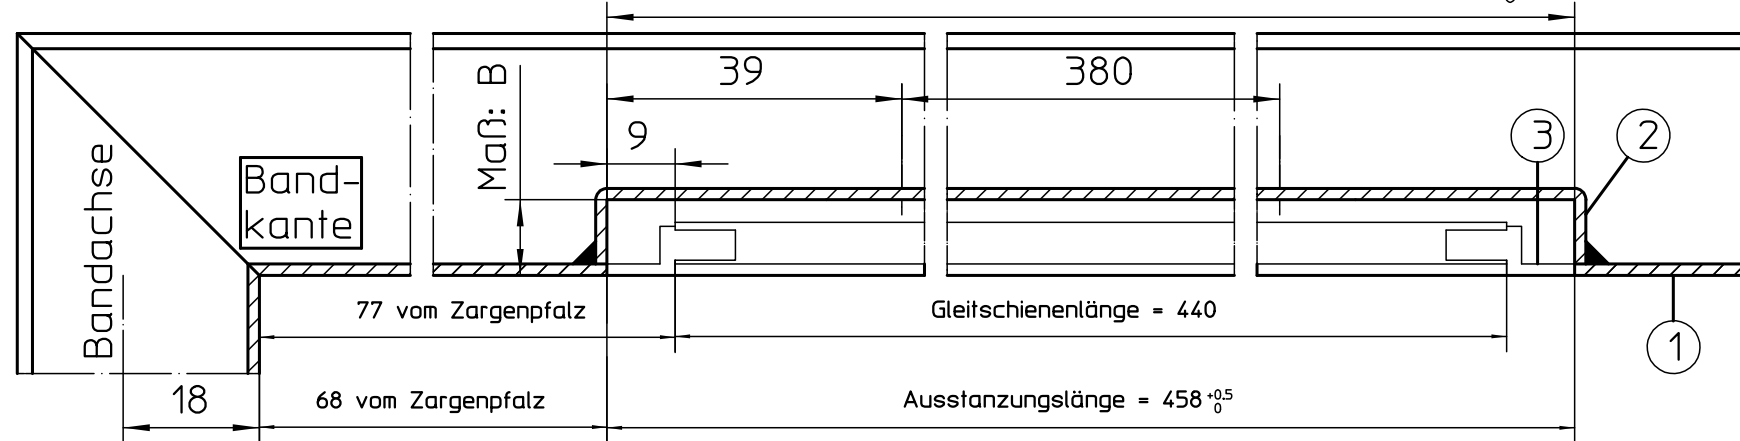 0
39
380
Maß: B
9
3
2
Bandachse
Band-
kante
77 vom Zargenpfalz
Gleitschienenlänge = 440
1
18
68 vom Zargenpfalz
Ausstanzungslänge = 458 +0.5 0